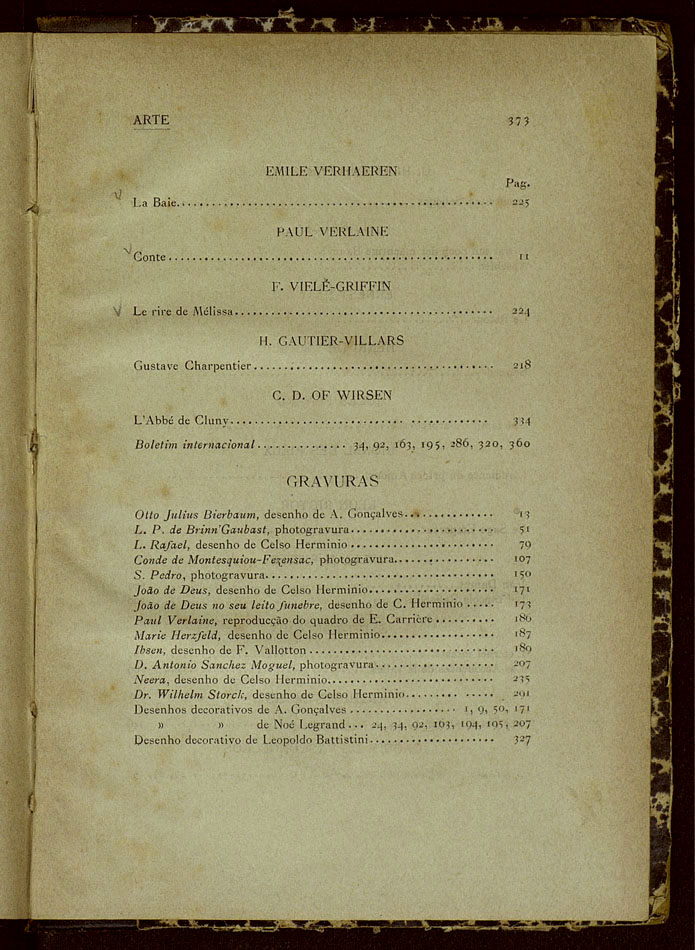 ARTE 373
EMILE VERHAEREN
Pag.
La Baie................................................ 225
PAUL VERLAINE
Conte................................................ 11
F. VIELÉ-GRIFFIN
Le rire de Mélissa................................................ 224
H. GAUTIER-VILLARS
Gustave Charpentier................................................ 218
C. D. OF WIRSEN
L'Abbé de Cluny................................................ 334
Boletim internacional............... 34, 92, 163, 195, 286, 320, 360
GRAVURAS
Otto Julius Bierbaum, desenho de A. Gonçalves............... 13
L. P. de Brinn'Gaubast, photogravura........................ 51
L. Rafael, desenho de Celso Herminio........................ 79
Conde de Montesquiou-Fezensac, photogravura................. 107
S. Pedro, photogravura...................................... 150
João de Deus, desenho de Celso Herminio..................... 171
João de Deus no seu leito funebre, desenho de C. Herminio..... 173
Paul Verlaine, reproducção do quadro de E. Carrière.......... 186
Marie Herzfeld, desenho de Celso Herminio................... 187
Ibsen, desenho de F. Vallotton.............................. 189
D. Antonio Sanchez Moguel, photogravura..................... 207
Neera, desenho de Celso Herminio............................ 235
Dr. Wilhelm Storck, desenho de Celso Herminio............... 291
Desenhos decorativos de A. Gonçalves.................. 1, 9, 50, 171
» » de Noé Legrand... 24, 34, 92, 163, 194, 195, 207
Desenho decorativo de Leopoldo Battistini..................... 327